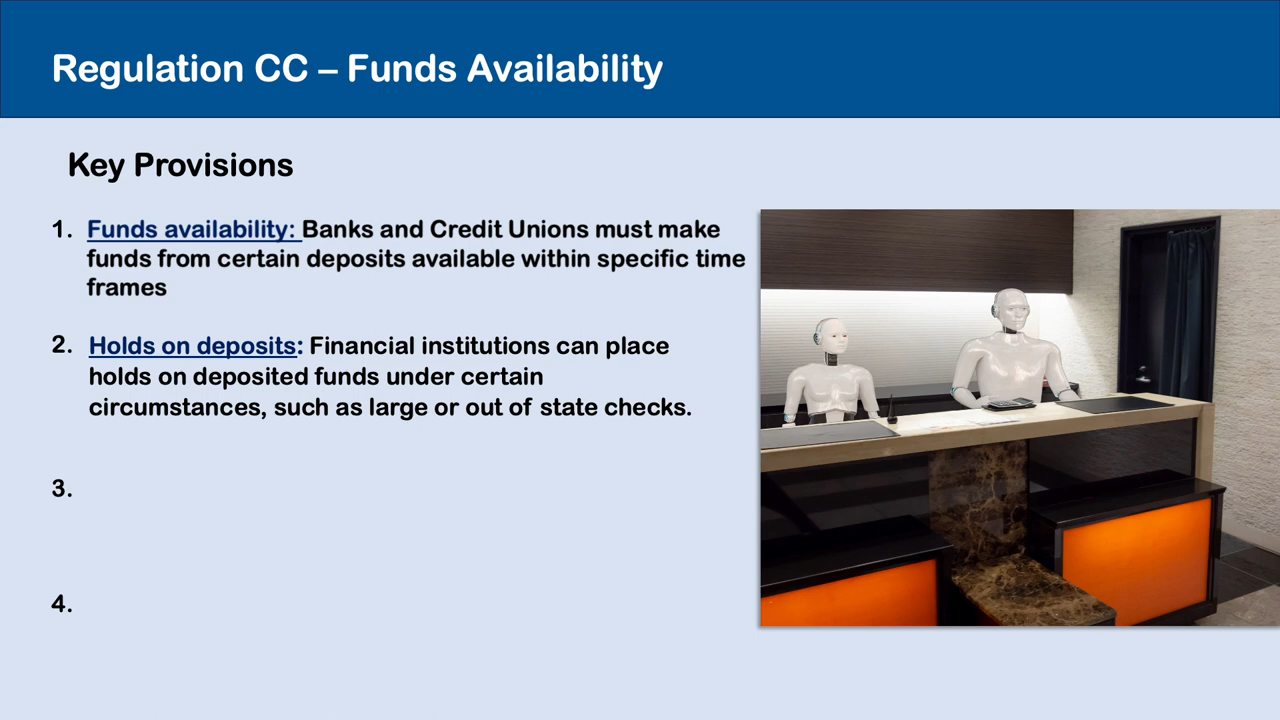 Regulation CC – Funds Availability
Key Provisions
1. Funds availability: Banks and Credit Unions must make
funds from certain deposits available within specific time
frames
2. Holds on deposits: Financial institutions can place
holds on deposited funds under certain
circumstances, such as large or out of state checks.
3.
4.